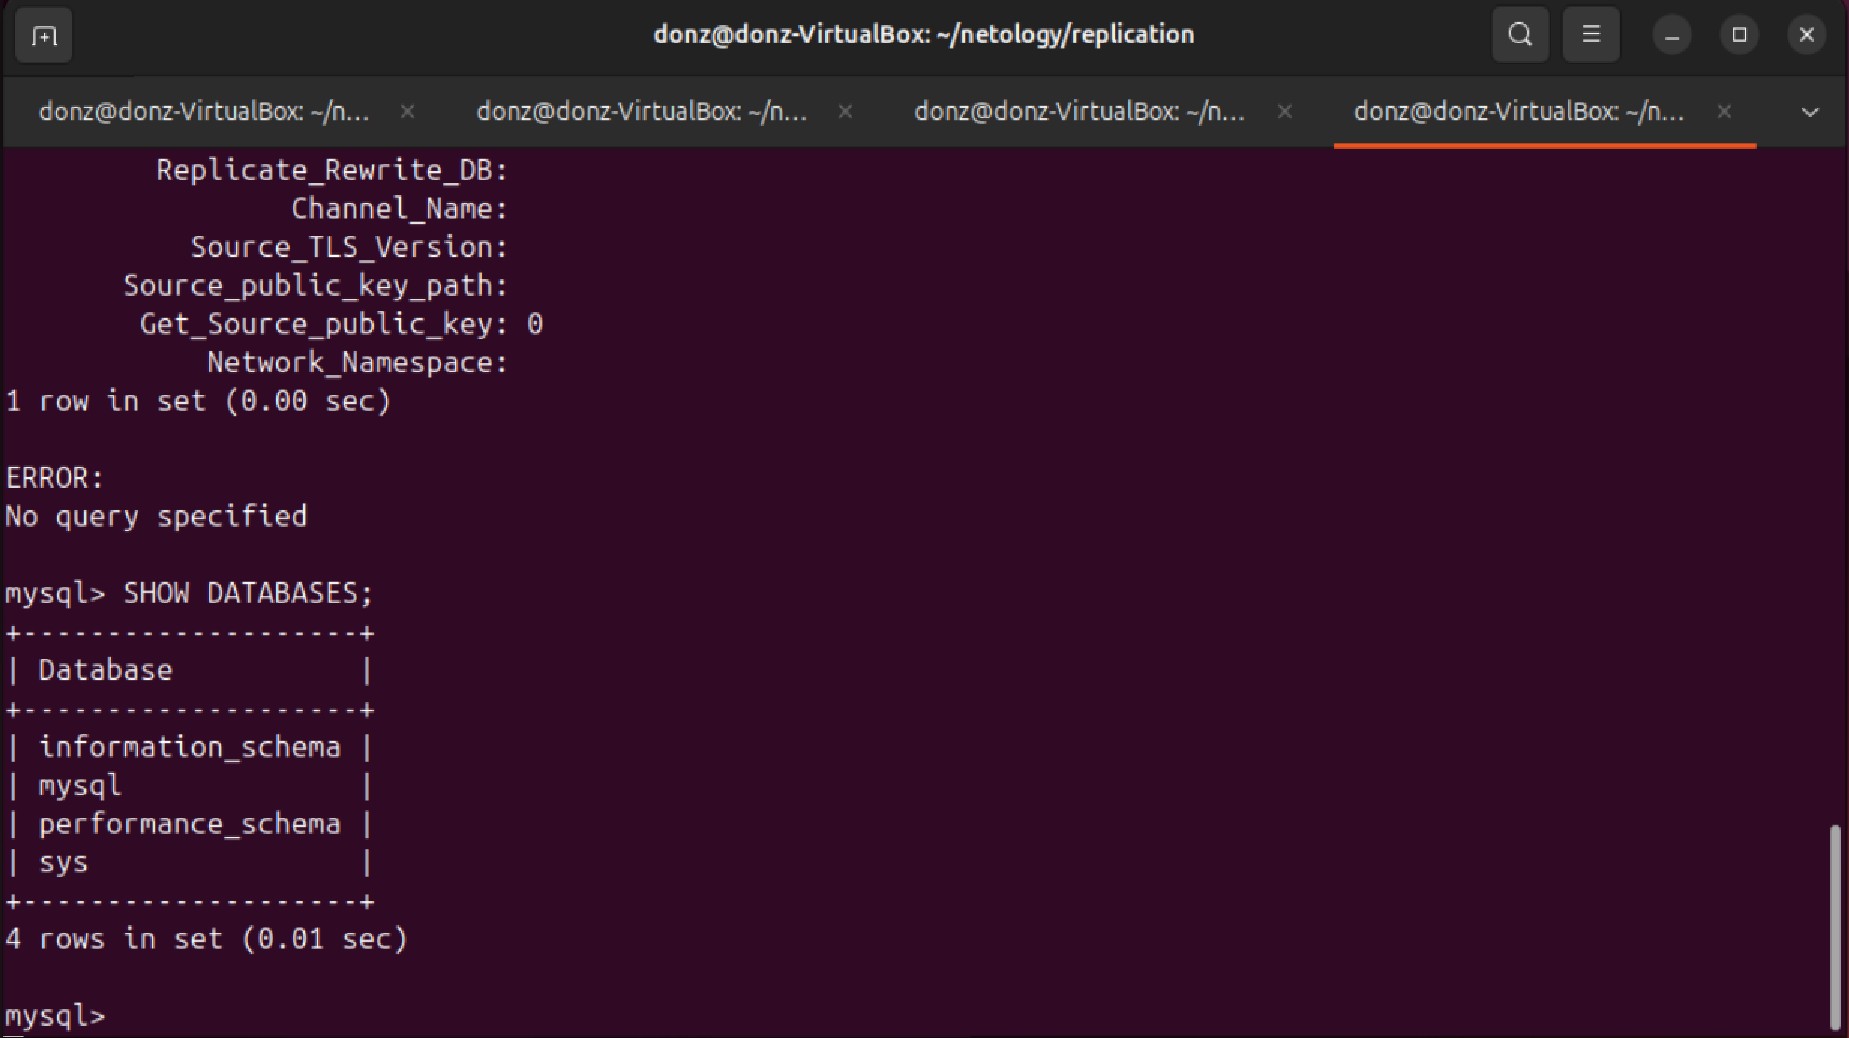 donz@donz-VirtualBox: ~/netology/replication
donz@donz-VirtualBox: ~/n...
donz@donz-VirtualBox: ~/n...
donz@donz-VirtualBox: ~/n...
donz@donz-VirtualBox: ~/n...
Replicate_Rewrite_DB:
Channel_Name:
Source_TLS_Version:
Source_public_key_path:
Get_Source_public_key: 0
Network_Namespace:
1 row in set (0.00 sec)
ERROR:
No query specified
mysql> SHOW DATABASES;
+--------------------+
| Database           |
+--------------------+
| information_schema |
| mysql              |
| performance_schema |
| sys                |
+--------------------+
4 rows in set (0.01 sec)
mysql>